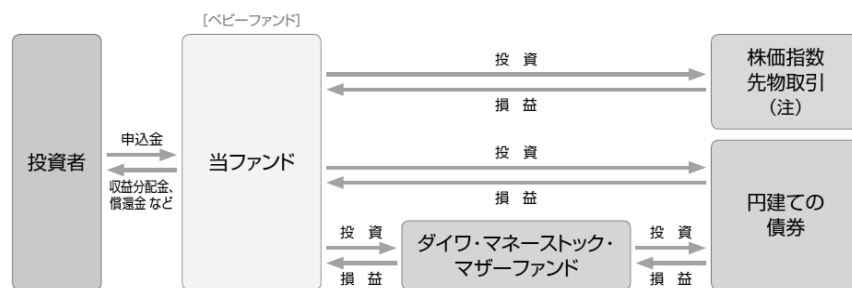 [ベビーファンド]
投資者
申込金
収益分配金、
償還金 など
当ファンド
投 資
損 益
株価指数
先物取引
(注)
投 資
損 益
円建ての
債券
投 資
損 益
ダイワ・マネーストック・
マザーファンド
投 資
損 益